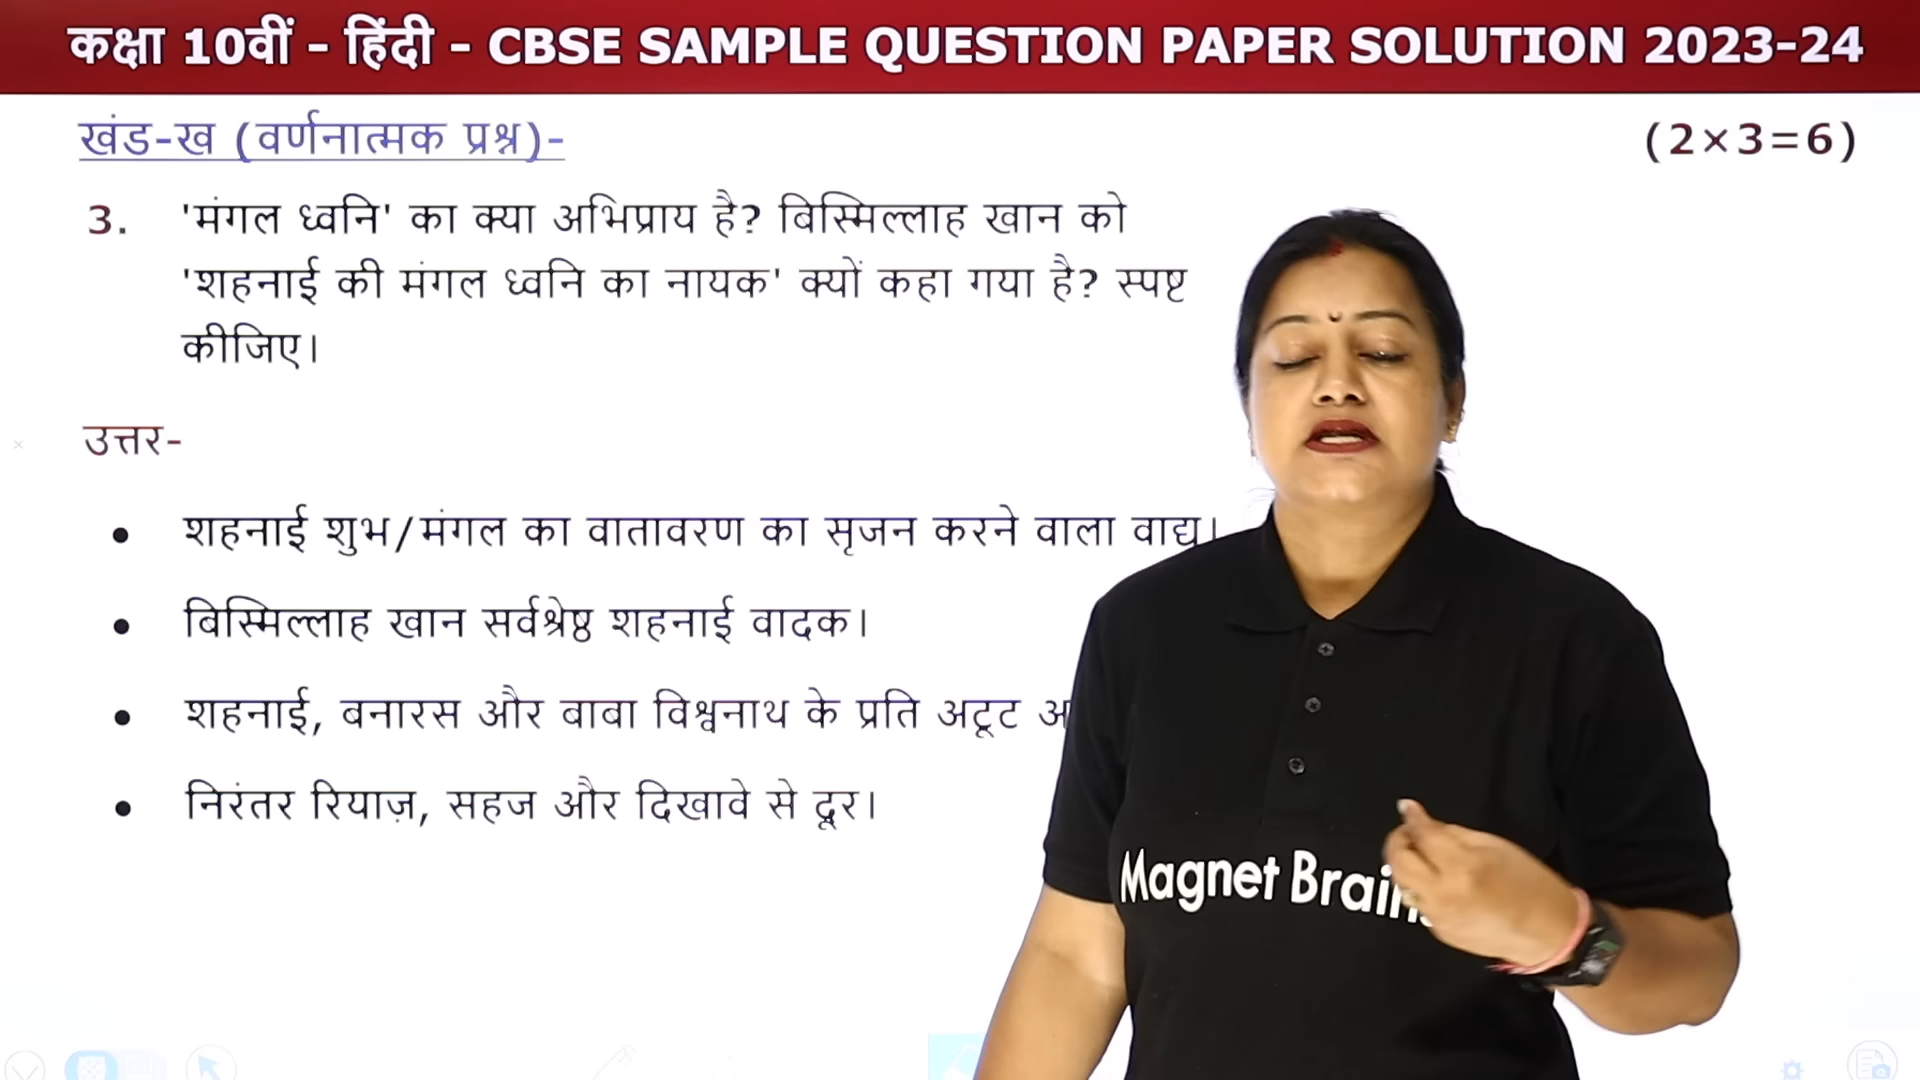 कक्षा 10वीं - हिंदी - CBSE SAMPLE QUESTION PAPER SOLUTION 2023-24
खंड-ख (वर्णनात्मक प्रश्न)- (2×3=6)
3. 'मंगल ध्वनि' का क्या अभिप्राय है? बिस्मिल्लाह खान को
'शहनाई की मंगल ध्वनि का नायक' क्यों कहा गया है? स्पष्ट
कीजिए।
उत्तर-
• शहनाई शुभ/मंगल का वातावरण का सृजन करने वाला वाद्य।
• बिस्मिल्लाह खान सर्वश्रेष्ठ शहनाई वादक।
• शहनाई, बनारस और बाबा विश्वनाथ के प्रति अटूट
• निरंतर रियाज़, सहज और दिखावे से दूर।
Magnet Brains